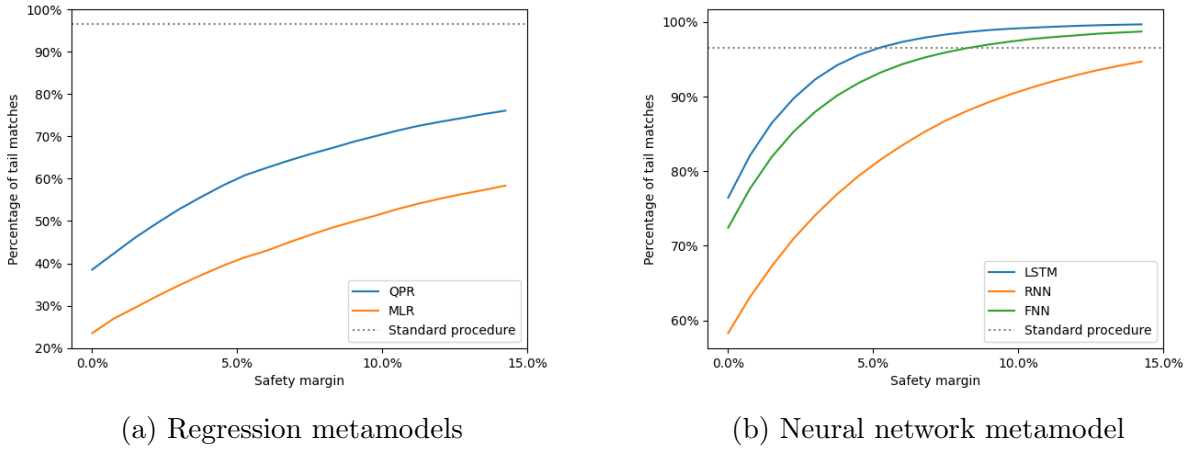 100%
90%
80%
70%
60%
50%
40%
30%
20%
Percentage of tail matches
0.0%
5.0%
10.0%
15.0%
Safety margin
QPR
MLR
Standard procedure
(a) Regression metamodels
100%
90%
80%
70%
60%
Percentage of tail matches
0.0%
5.0%
10.0%
15.0%
Safety margin
LSTM
RNN
FNN
Standard procedure
(b) Neural network metamodel